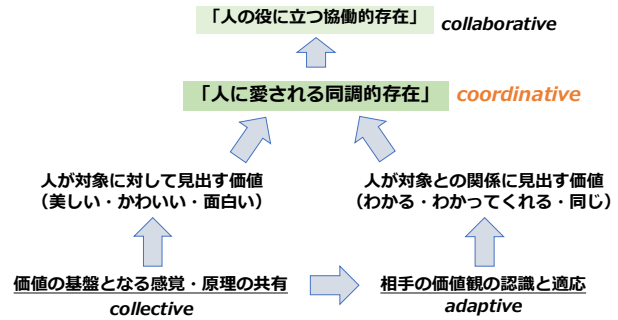 「人の役に立つ協働的存在」 collaborative
「人に愛される同調的存在」 coordinative
人が対象に対して見出す価値
（美しい・かわいい・面白い）
人が対象との関係に見出す価値
（わかる・わかってくれる・同じ）
価値の基盤となる感覚・原理の共有
collective
相手の価値観の認識と適応
adaptive